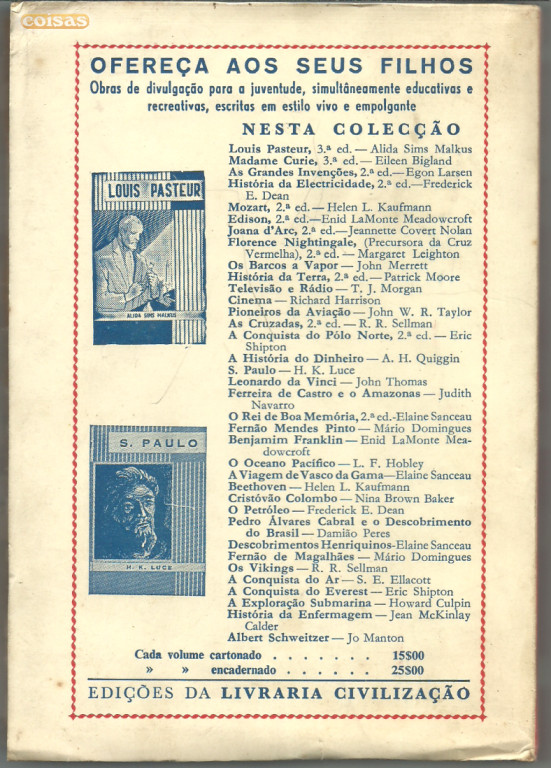 coisas
OFEREÇA AOS SEUS FILHOS
Obras de divulgação para a juventude, simultâneamente educativas e
recreativas, escritas em estilo vivo e empolgante
NESTA COLECÇÃO
Louis Pasteur, 3.ª ed. — Alida Sims Malkus
Madame Curie, 3.ª ed. — Eileen Bigland
As Grandes Invenções, 2.ª ed. — Egon Larsen
História da Electricidade, 2.ª ed.—Frederick
E. Dean
Mozart, 2.ª ed. — Helen L. Kaufmann
Edison, 2.ª ed.—Enid LaMonte Meadowcroft
Joana d'Arc, 2.ª ed.—Jeannette Covert Nolan
Florence Nightingale, (Precursora da Cruz
Vermelha), 2.ª ed. — Margaret Leighton
Os Barcos a Vapor — John Merrett
História da Terra, 2.ª ed. — Patrick Moore
Televisão e Rádio — T. J. Morgan
Cinema — Richard Harrison
Pioneiros da Aviação — John W. R. Taylor
As Cruzadas, 2.ª ed. — R. R. Sellman
A Conquista do Pólo Norte, 2.ª ed. — Eric
Shipton
A História do Dinheiro — A. H. Quiggin
S. Paulo — H. K. Luce
Leonardo da Vinci — John Thomas
Ferreira de Castro e o Amazonas — Judith
Navarro
O Rei de Boa Memória, 2.ª ed.-Elaine Sanceau
Fernão Mendes Pinto — Mário Domingues
Benjamim Franklin — Enid LaMonte Mea-
dowcroft
O Oceano Pacífico — L. F. Hobley
A Viagem de Vasco da Gama—Elaine Sanceau
Beethoven — Helen L. Kaufmann
Cristóvão Colombo — Nina Brown Baker
O Petróleo — Frederick E. Dean
Pedro Álvares Cabral e o Descobrimento
do Brasil — Damião Peres
Descobrimentos Henriquinos-Elaine Sanceau
Fernão de Magalhães — Mário Domingues
Os Vikings — R. R. Sellman
A Conquista do Ar — S. E. Ellacott
A Conquista do Everest — Eric Shipton
A Exploração Submarina — Howard Culpin
História da Enfermagem — Jean McKinlay
Calder
Albert Schweitzer — Jo Manton
LOUIS PASTEUR
ALIDA SIMS MALKUS
S. PAULO
H. K. LUCE
Cada volume cartonado . . . . . . . 15$00
» » encadernado . . . . . . 25$00
EDIÇÕES DA LIVRARIA CIVILIZAÇÃO